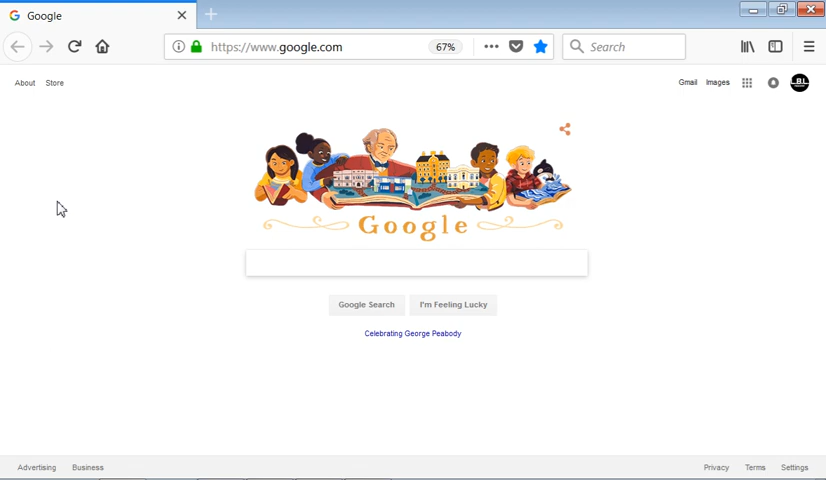 Google
https://www.google.com
67%
Search
About
Store
Gmail
Images
Google
Google Search
I'm Feeling Lucky
Celebrating George Peabody
Advertising
Business
Privacy
Terms
Settings